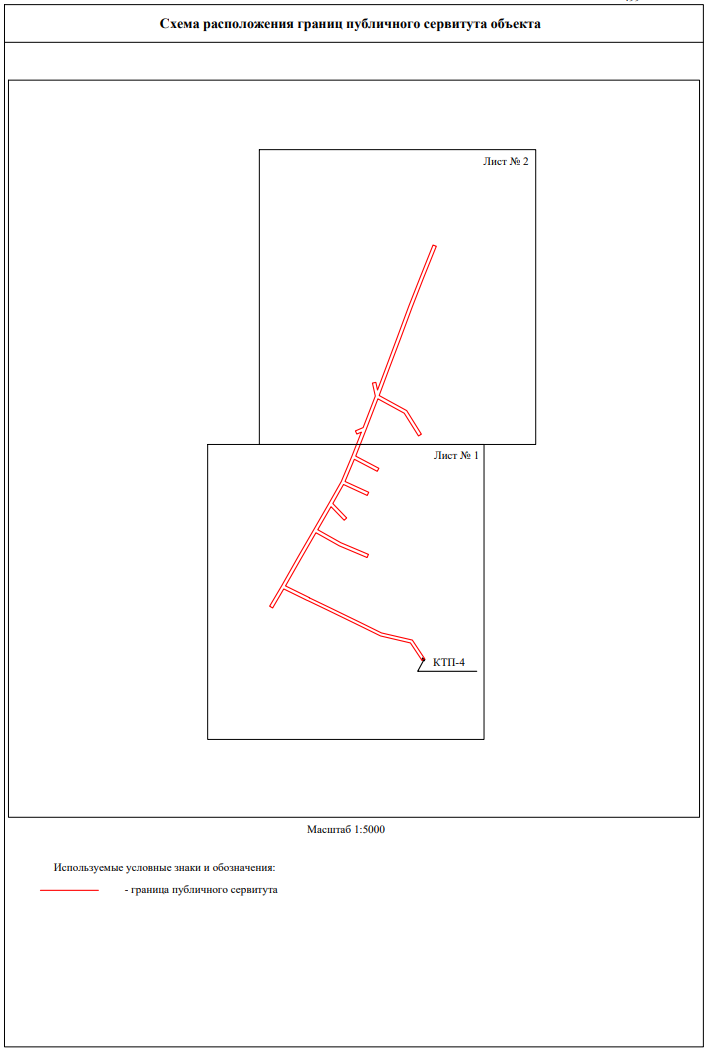 Схема расположения границ публичного сервитута объекта
Лист № 2
Лист № 1
КТП-4
Масштаб 1:5000
Используемые условные знаки и обозначения:
- граница публичного сервитута